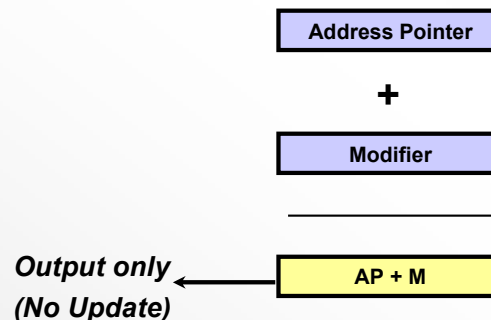 Address Pointer
+
Modifier
Output only
(No Update)
AP + M